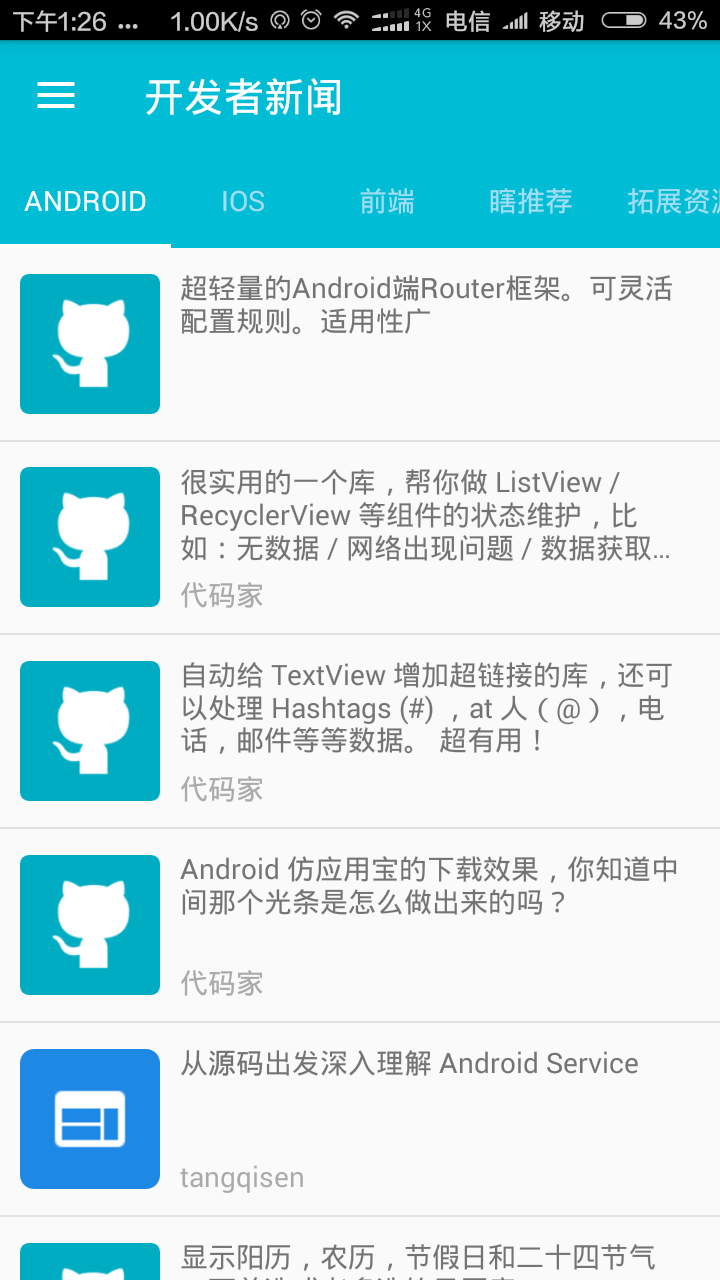 下午1:26 ... 1.00K/s 4G 1X 电信 移动 43%
开发者新闻
ANDROID IOS 前端 瞎推荐 拓展资源
超轻量的Android端Router框架。可灵活
配置规则。适用性广
很实用的一个库，帮你做 ListView /
RecyclerView 等组件的状态维护，比
如：无数据 / 网络出现问题 / 数据获取...
代码家
自动给 TextView 增加超链接的库，还可
以处理 Hashtags (#) ，at 人（@），电
话，邮件等等数据。 超有用！
代码家
Android 仿应用宝的下载效果，你知道中
间那个光条是怎么做出来的吗？
代码家
从源码出发深入理解 Android Service
tangqisen
显示阳历，农历，节假日和二十四节气